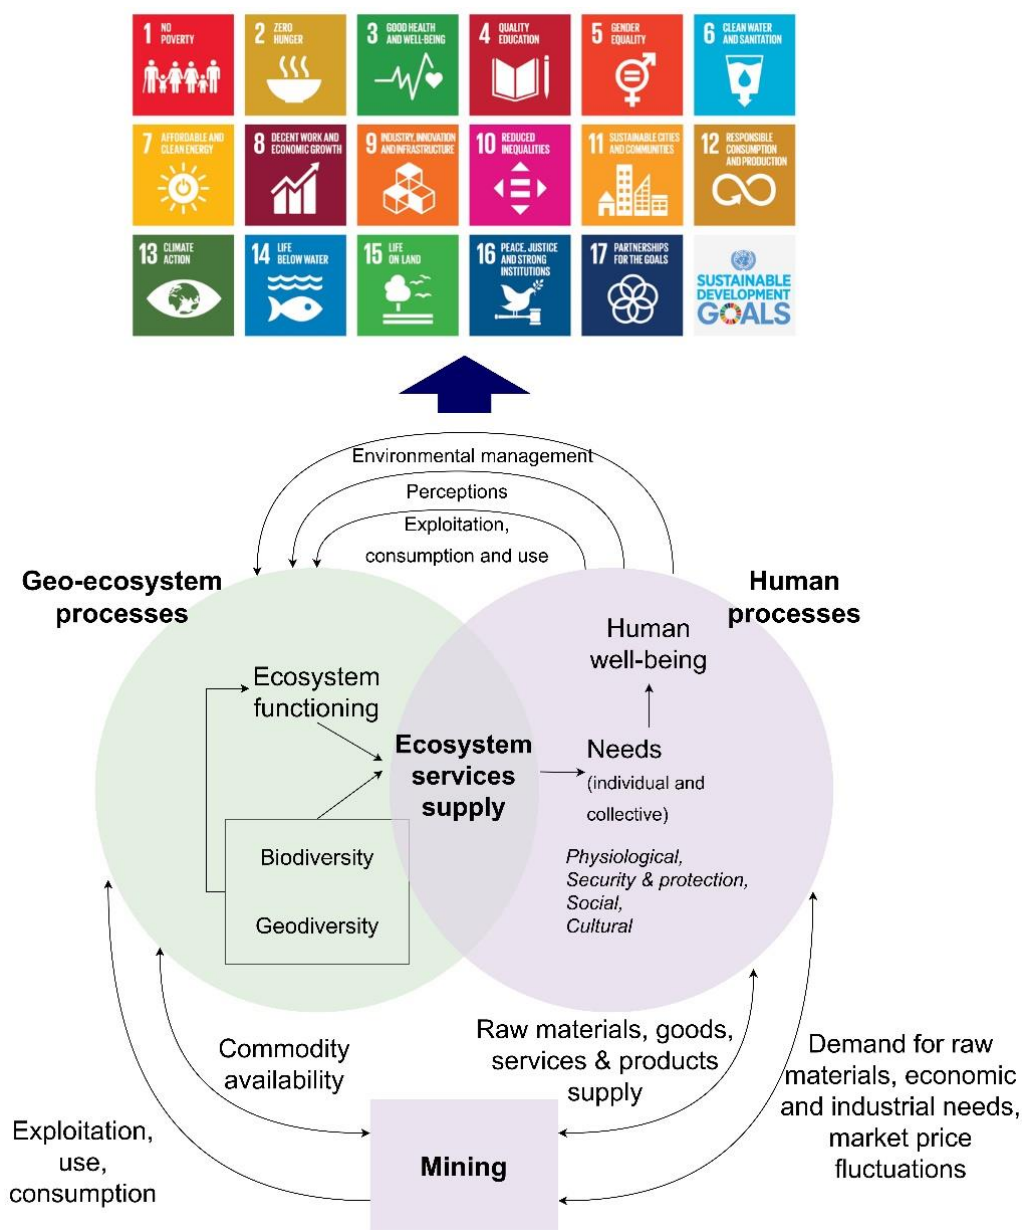 1 NO
POVERTY
2 ZERO
HUNGER
3 GOOD HEALTH
AND WELL-BEING
4 QUALITY
EDUCATION
5 GENDER
EQUALITY
6 CLEAN WATER
AND SANITATION
7 AFFORDABLE AND
CLEAN ENERGY
8 DECENT WORK AND
ECONOMIC GROWTH
9 INDUSTRY, INNOVATION
AND INFRASTRUCTURE
10 REDUCED
INEQUALITIES
11 SUSTAINABLE CITIES
AND COMMUNITIES
12 RESPONSIBLE
CONSUMPTION
AND PRODUCTION
13 CLIMATE
ACTION
14 LIFE
BELOW WATER
15 LIFE
ON LAND
16 PEACE, JUSTICE
AND STRONG
INSTITUTIONS
17 PARTNERSHIPS
FOR THE GOALS
SUSTAINABLE
DEVELOPMENT
GOALS
Environmental management
Perceptions
Exploitation,
consumption and use
Geo-ecosystem
processes
Human
processes
Human
well-being
Ecosystem
functioning
Ecosystem
services
supply
Needs
(individual and
collective)
Physiological,
Security & protection,
Social,
Cultural
Biodiversity
Geodiversity
Commodity
availability
Raw materials, goods,
services & products
supply
Demand for raw
materials, economic
and industrial needs,
market price
fluctuations
Exploitation,
use,
consumption
Mining